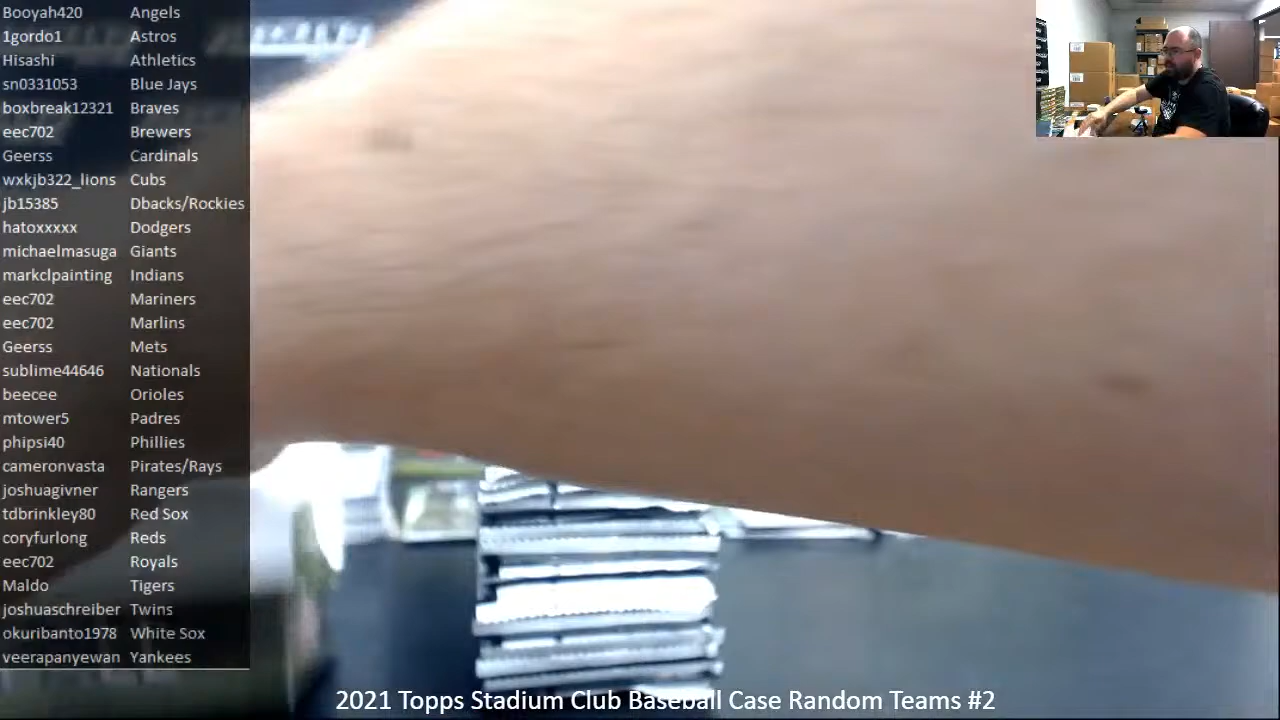 Booyah420 Angels
1gordo1 Astros
Hisashi Athletics
sn0331053 Blue Jays
boxbreak12321 Braves
eec702 Brewers
Geerss Cardinals
wxkjb322_lions Cubs
jb15385 Dbacks/Rockies
hatoxxxxx Dodgers
michaelmasuga Giants
markclpainting Indians
eec702 Mariners
eec702 Marlins
Geerss Mets
sublime44646 Nationals
beecee Orioles
mtower5 Padres
phipsi40 Phillies
cameronvasta Pirates/Rays
joshuagivner Rangers
tdbrinkley80 Red Sox
coryfurlong Reds
eec702 Royals
Maldo Tigers
joshuaschreiber Twins
okuribanto1978 White Sox
veerapanyewan Yankees
2021 Topps Stadium Club Baseball Case Random Teams #2